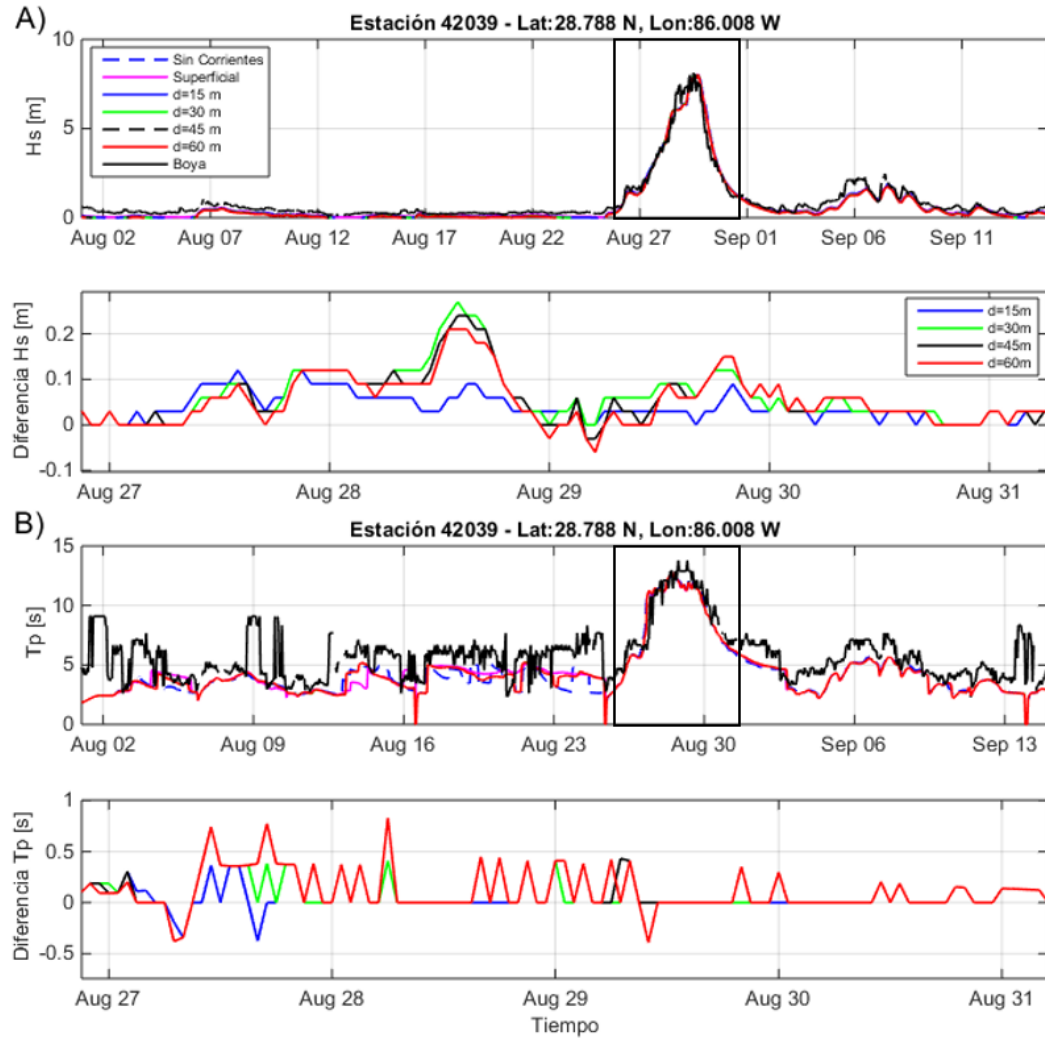 A)
Estación 42039 - Lat:28.788 N, Lon:86.008 W
Hs [m]
10
5
0
Sin Corrientes
Superficial
d=15 m
d=30 m
d=45 m
d=60 m
Boya
Aug 02 Aug 07 Aug 12 Aug 17 Aug 22 Aug 27 Sep 01 Sep 06 Sep 11
Diferencia Hs [m]
0.2
0.1
0
-0.1
d=15m
d=30m
d=45m
d=60m
Aug 27 Aug 28 Aug 29 Aug 30 Aug 31
B)
Estación 42039 - Lat:28.788 N, Lon:86.008 W
Tp [s]
15
10
5
0
Aug 02 Aug 09 Aug 16 Aug 23 Aug 30 Sep 06 Sep 13
Diferencia Tp [s]
1
0.5
0
-0.5
Aug 27 Aug 28 Aug 29 Aug 30 Aug 31
Tiempo